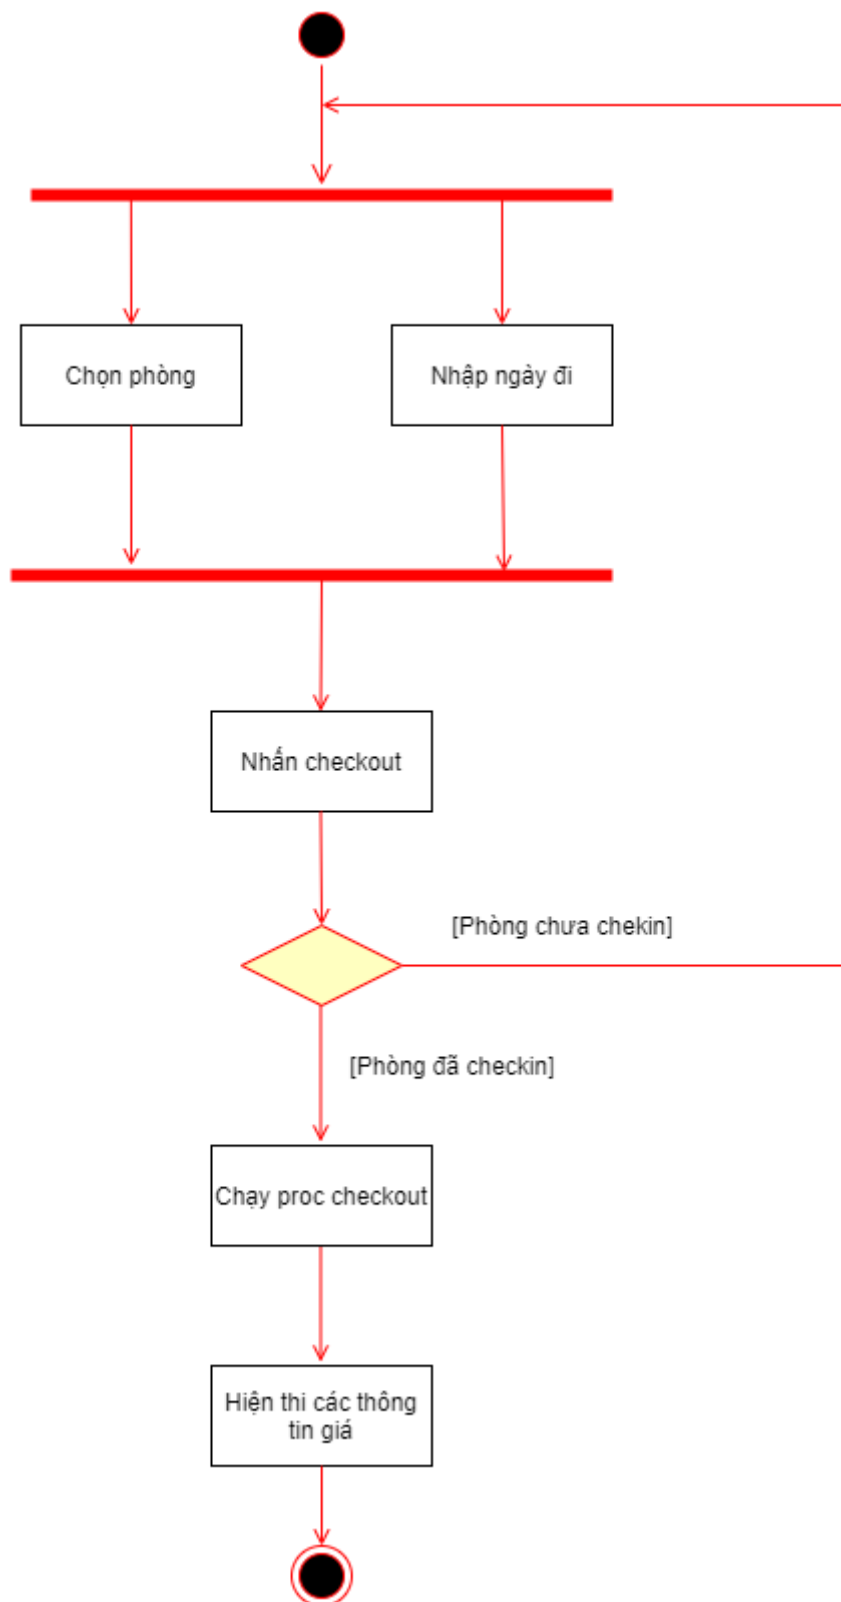 Chọn phòng
Nhập ngày đi
Nhấn checkout
[Phòng chưa chekin]
[Phòng đã checkin]
Chạy proc checkout
Hiện thi các thông
tin giá